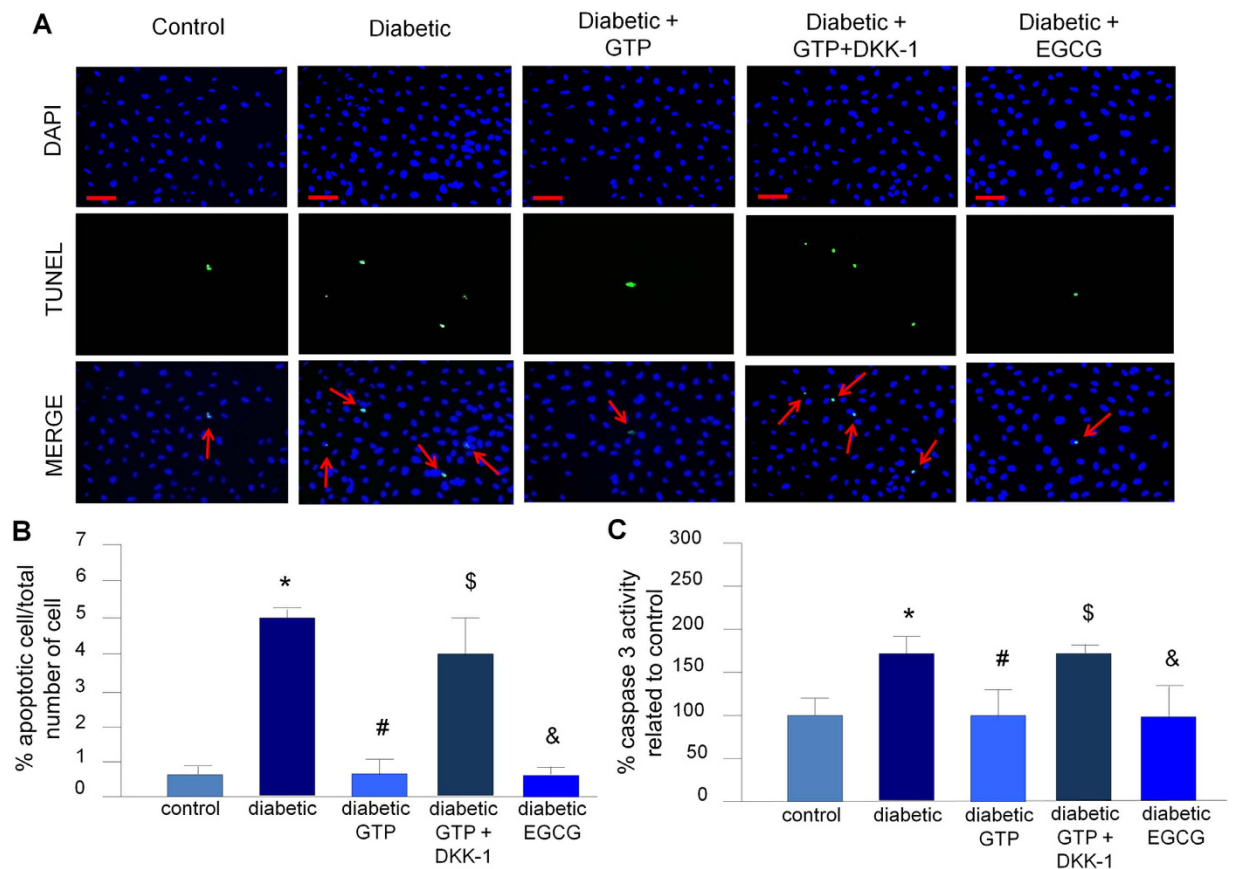 A
Control
Diabetic
Diabetic +
GTP
Diabetic +
GTP+DKK-1
Diabetic +
EGCG
DAPI
TUNEL
MERGE
B
% apoptotic cell/total
number of cell
7
6
5
4
3
2
1
0
*
#
$
&
control
diabetic
diabetic
GTP
diabetic
GTP +
DKK-1
diabetic
EGCG
C
% caspase 3 activity
related to control
300
250
200
150
100
50
0
*
#
$
&
control
diabetic
diabetic
GTP
diabetic
GTP +
DKK-1
diabetic
EGCG